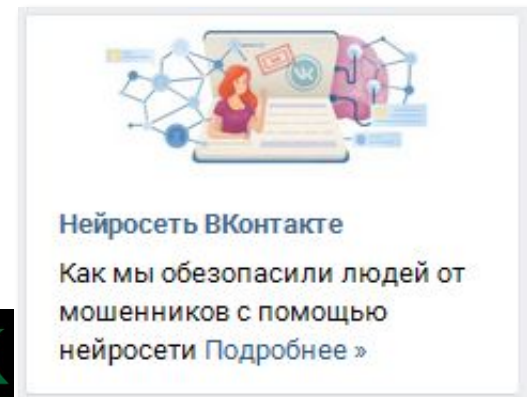 Нейросеть ВКонтакте
Как мы обезопасили людей от
мошенников с помощью
нейросети Подробнее »